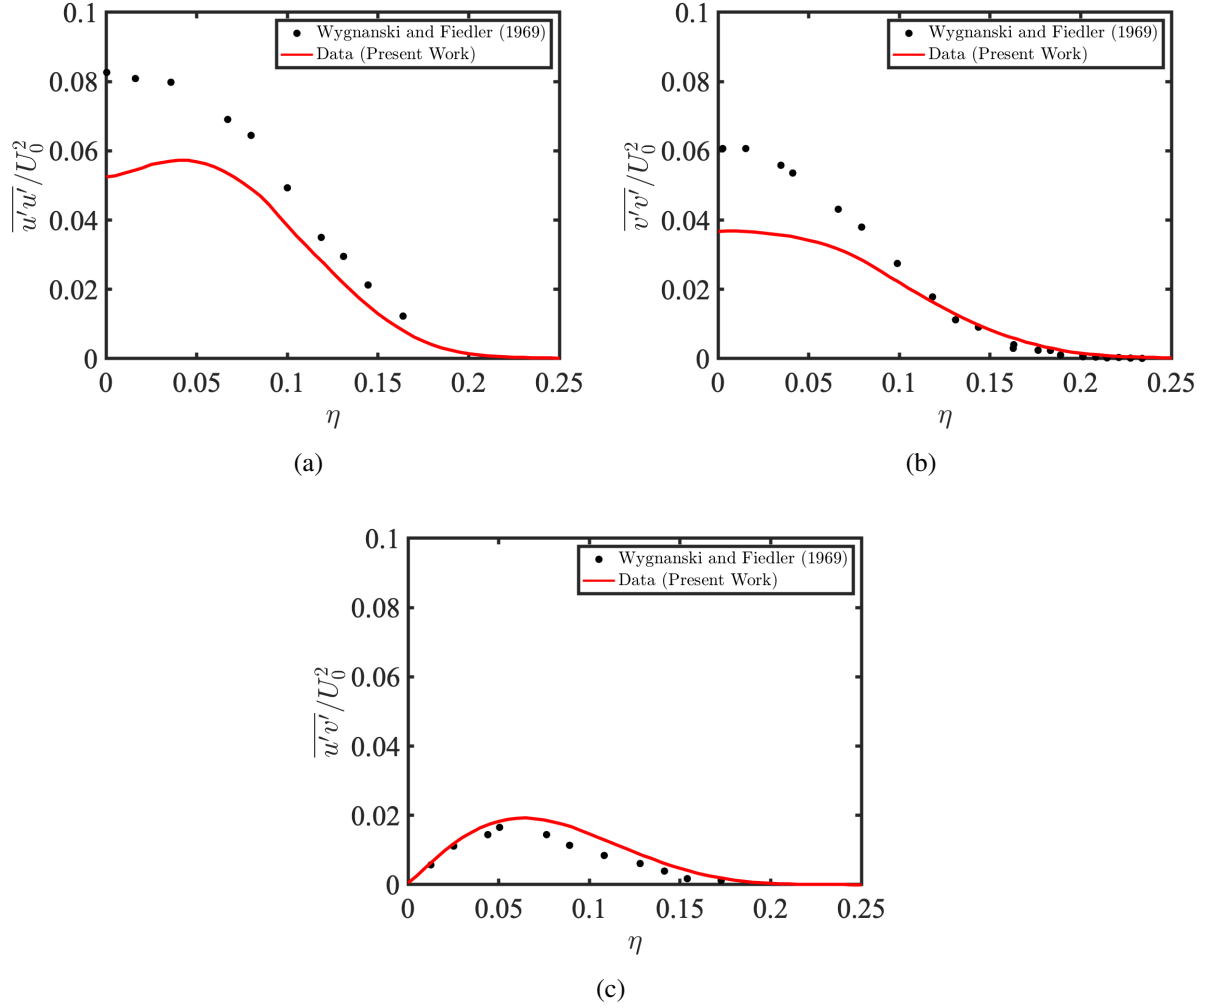 0.1
0.08
0.06
0.04
0.02
0
Wygnanski and Fiedler (1969)
Data (Present Work)
$\overline{u'u'}/U_0^2$
0 0.05 0.1 0.15 0.2 0.25
η
(a)
0.1
0.08
0.06
0.04
0.02
0
Wygnanski and Fiedler (1969)
Data (Present Work)
$\overline{v'v'}/U_0^2$
0 0.05 0.1 0.15 0.2 0.25
η
(b)
0.1
0.08
0.06
0.04
0.02
0
Wygnanski and Fiedler (1969)
Data (Present Work)
$\overline{u'v'}/U_0^2$
0 0.05 0.1 0.15 0.2 0.25
η
(c)